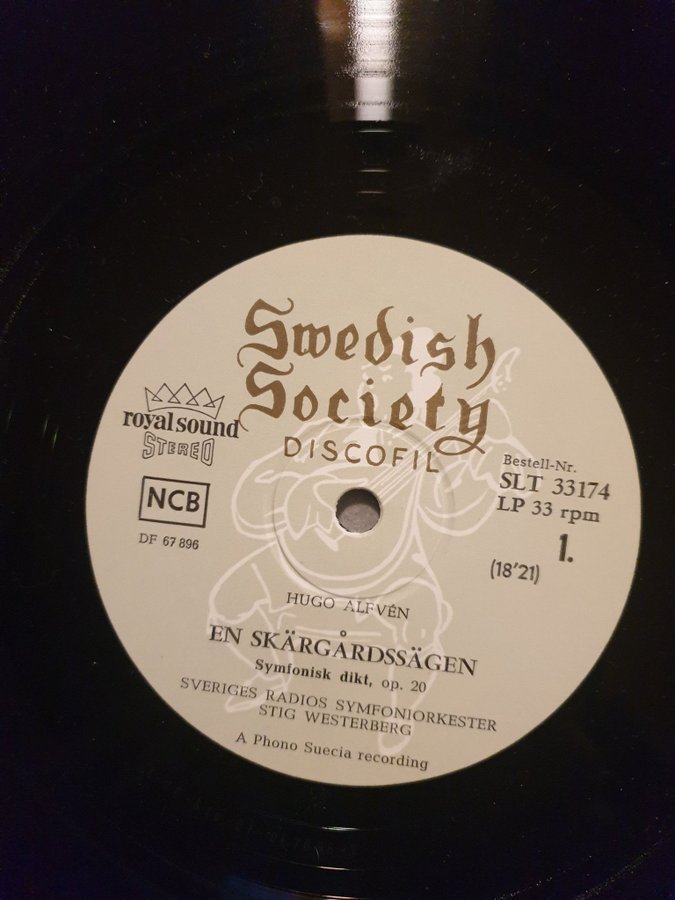 Swedish
Society
DISCOFIL
royal sound
STEREO
NCB
DF 67 896
Bestell-Nr.
SLT 33174
LP 33 rpm
1.
(18'21)
HUGO ALFVÉN
EN SKÄRGÅRDSSÄGEN
Symfonisk dikt, op. 20
SVERIGES RADIOS SYMFONIORKESTER
STIG WESTERBERG
A Phono Suecia recording